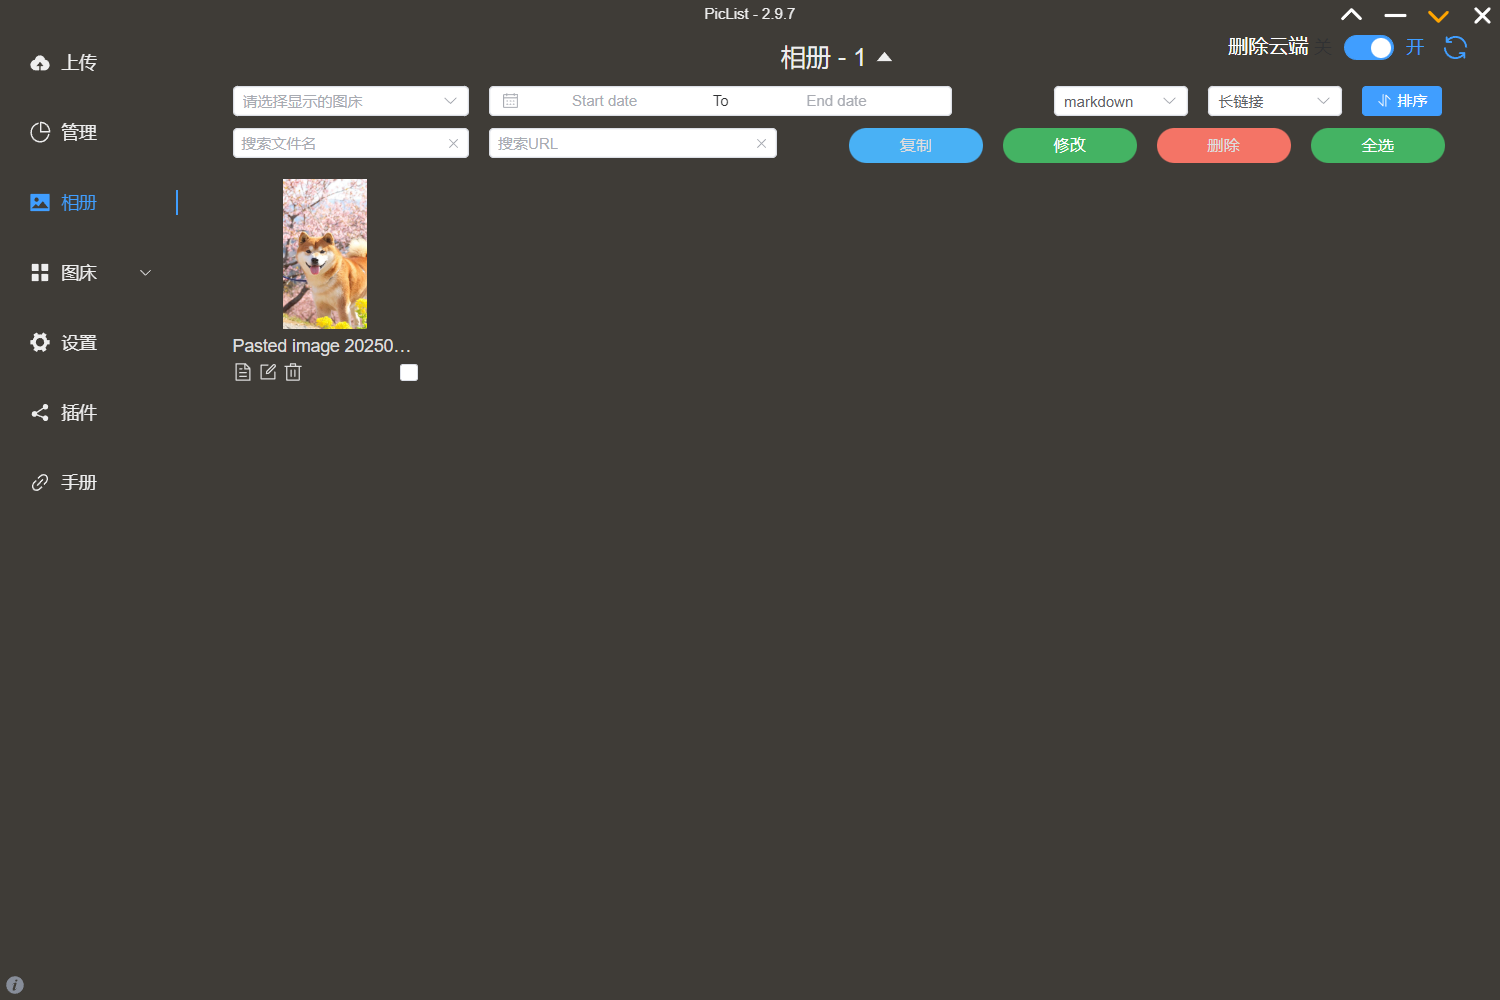 PicList - 2.9.7
相册 - 1
删除云端 关 开
上传
管理
相册
图床
设置
插件
手册
请选择显示的图床
Start date To End date
markdown
长链接
排序
搜索文件名
搜索URL
复制
修改
删除
全选
Pasted image 20250...